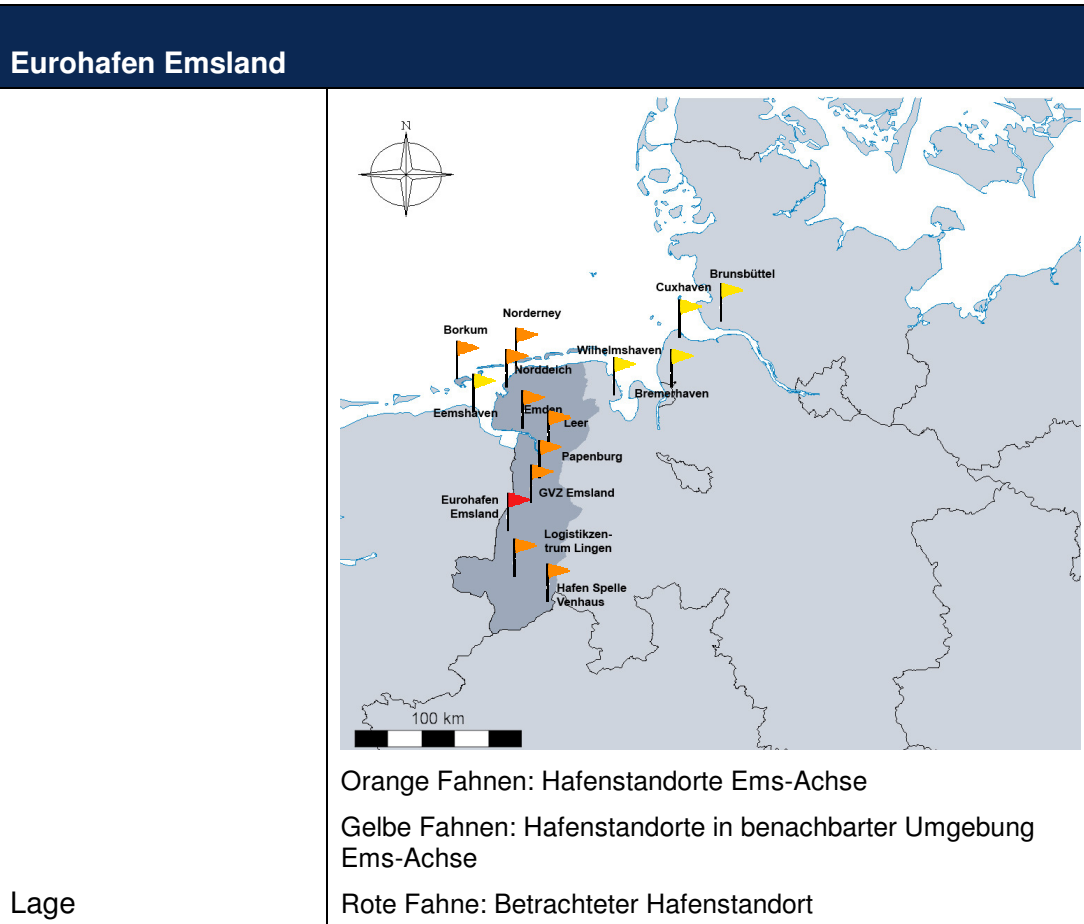 Eurohafen Emsland
N
Brunsbüttel
Cuxhaven
Norderney
Borkum
Wilhelmshaven
Norddeich
Bremerhaven
Eemshaven
Emden
Leer
Papenburg
GVZ Emsland
Eurohafen
Emsland
Logistikzen-
trum Lingen
Hafen Spelle
Venhaus
100 km
Orange Fahnen: Hafenstandorte Ems-Achse
Gelbe Fahnen: Hafenstandorte in benachbarter Umgebung
Ems-Achse
Lage
Rote Fahne: Betrachteter Hafenstandort